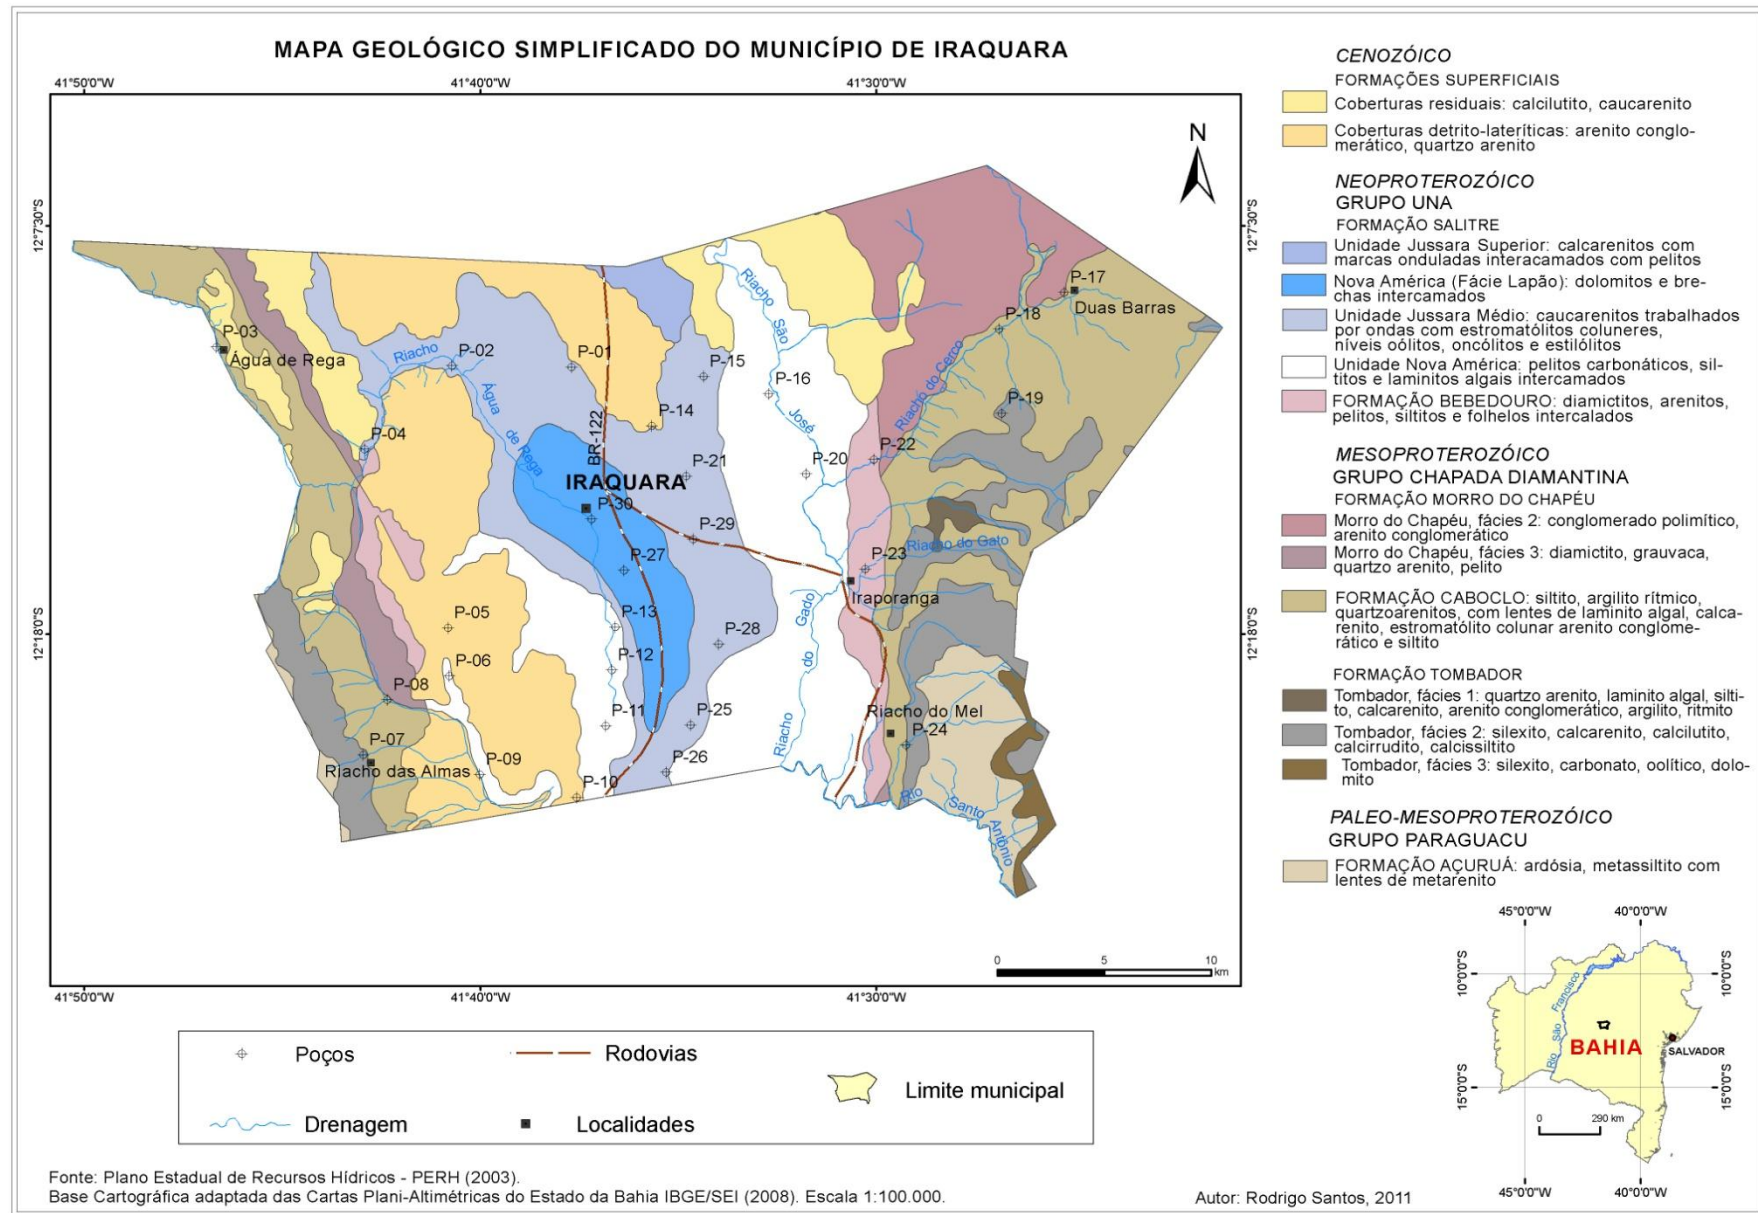 MAPA GEOLÓGICO SIMPLIFICADO DO MUNICÍPIO DE IRAQUARA
41°50'0"W
41°40'0"W
41°30'0"W
12°7'30"S
12°7'30"S
12°18'0"S
12°18'0"S
41°50'0"W
41°40'0"W
41°30'0"W
N
P-17
Duas Barras
P-18
P-03
Água de Rega
Riacho
P-02
P-01
P-15
Riacho São
José
P-16
Riacho do Cerco
P-19
P-14
Água
de Rega
BR-122
P-04
P-21
P-20
P-22
IRAQUARA
P-30
P-29
Riacho do Gato
P-27
P-23
Iraporanga
P-05
P-13
P-28
Riacho do Gado
P-06
P-12
P-08
P-11
P-25
Riacho do Mel
P-24
P-07
Riacho das Almas
P-09
P-26
P-10
Rio Santo
Antônio
0 5 10
km
CENOZÓICO
FORMAÇÕES SUPERFICIAIS
Coberturas residuais: calcilutito, caucarenito
Coberturas detrito-lateríticas: arenito conglo-
merático, quartzo arenito
NEOPROTEROZÓICO
GRUPO UNA
FORMAÇÃO SALITRE
Unidade Jussara Superior: calcarenitos com
marcas onduladas interacamados com pelitos
Nova América (Fácie Lapão): dolomitos e bre-
chas intercamados
Unidade Jussara Médio: caucarenitos trabalhados
por ondas com estromatólitos coluneres,
níveis oólitos, oncólitos e estilólitos
Unidade Nova América: pelitos carbonáticos, sil-
titos e laminitos algais intercamados
FORMAÇÃO BEBEDOURO: diamictitos, arenitos,
pelitos, siltitos e folhelos intercalados
MESOPROTEROZÓICO
GRUPO CHAPADA DIAMANTINA
FORMAÇÃO MORRO DO CHAPÉU
Morro do Chapéu, fácies 2: conglomerado polimítico,
arenito conglomerático
Morro do Chapéu, fácies 3: diamictito, grauvaca,
quartzo arenito, pelito
FORMAÇÃO CABOCLO: siltito, argilito rítmico,
quartzoarenitos, com lentes de laminito algal, calca-
renito, estromatólito colunar arenito conglome-
rático e siltito
FORMAÇÃO TOMBADOR
Tombador, fácies 1: quartzo arenito, laminito algal, silti-
to, calcarenito, arenito conglomerático, argilito, ritmito
Tombador, fácies 2: silexito, calcarenito, calcilutito,
calcirrudito, calcissiltito
Tombador, fácies 3: silexito, carbonato, oolítico, dolo-
mito
PALEO-MESOPROTEROZÓICO
GRUPO PARAGUACU
FORMAÇÃO AÇURUÁ: ardósia, metassiltito com
lentes de metarenito
45°0'0"W
40°0'0"W
10°0'0"S
10°0'0"S
Rio São Francisco
BAHIA
SALVADOR
15°0'0"S
15°0'0"S
0 290 km
45°0'0"W
40°0'0"W
Poços
Rodovias
Limite municipal
Drenagem
Localidades
Fonte: Plano Estadual de Recursos Hídricos - PERH (2003).
Base Cartográfica adaptada das Cartas Plani-Altimétricas do Estado da Bahia IBGE/SEI (2008). Escala 1:100.000.
Autor: Rodrigo Santos, 2011